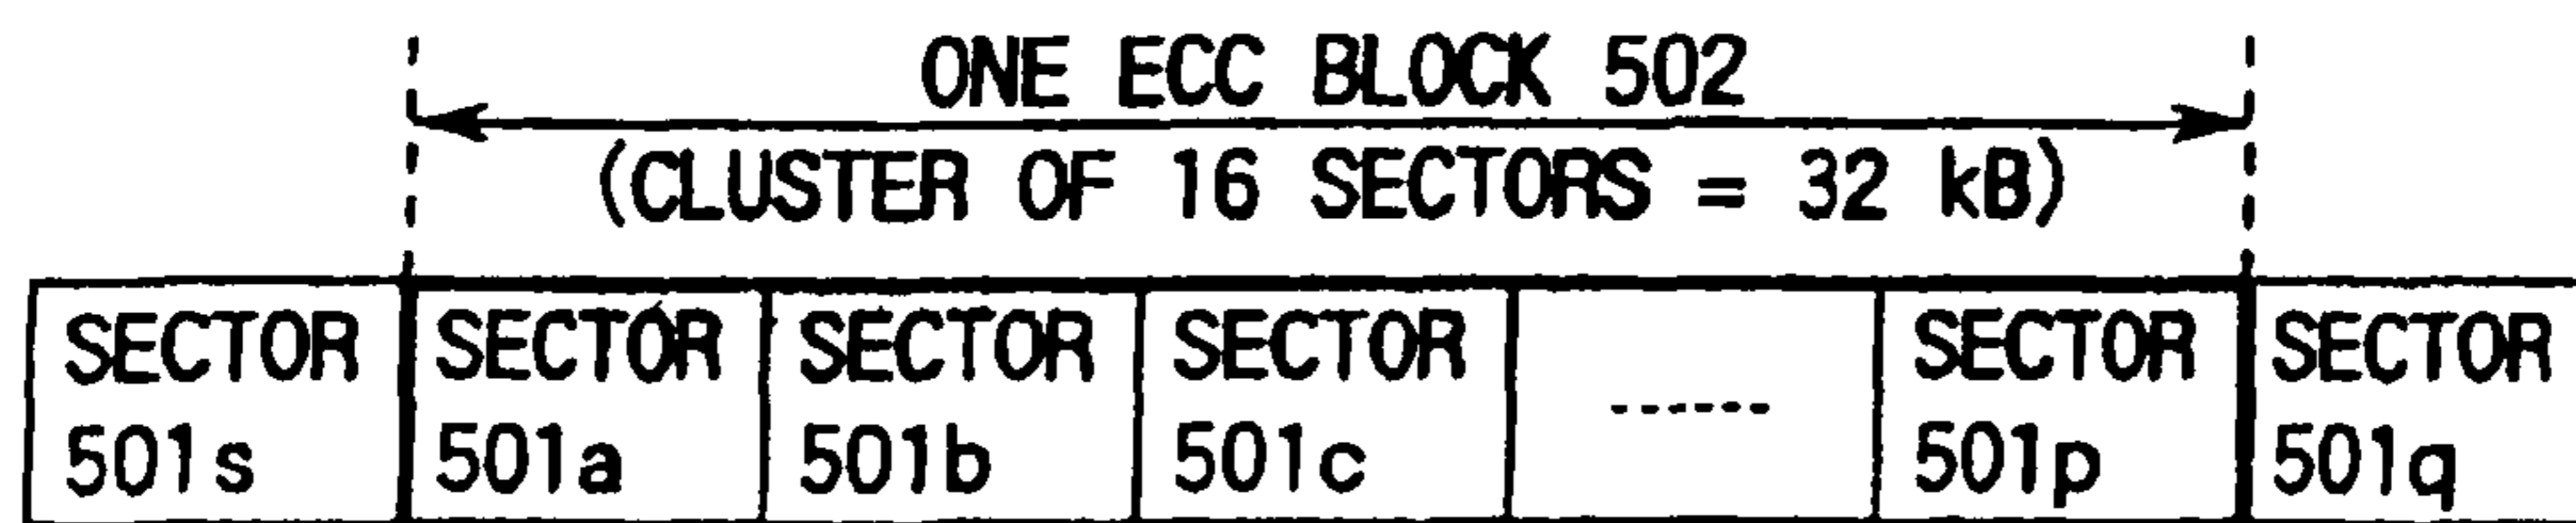 ONE ECC BLOCK 502
(CLUSTER OF 16 SECTORS = 32 kB)
SECTOR SECTOR SECTOR SECTOR SECTOR SECTOR
501s 501a 501b 501c ------ 501p 501q